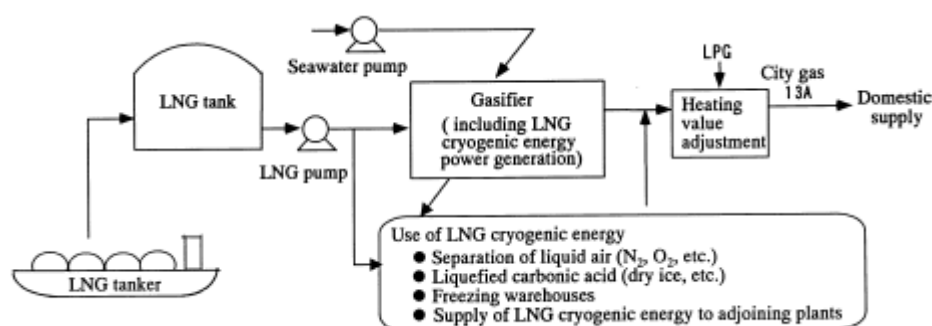 Seawater pump
LPG
City gas
13A
Domestic
supply
LNG tank
Gasifier
( including LNG
cryogenic energy
power generation)
Heating
value
adjustment
LNG pump
Use of LNG cryogenic energy
● Separation of liquid air (N₂, O₂, etc.)
● Liquefied carbonic acid (dry ice, etc.)
● Freezing warehouses
● Supply of LNG cryogenic energy to adjoining plants
LNG tanker